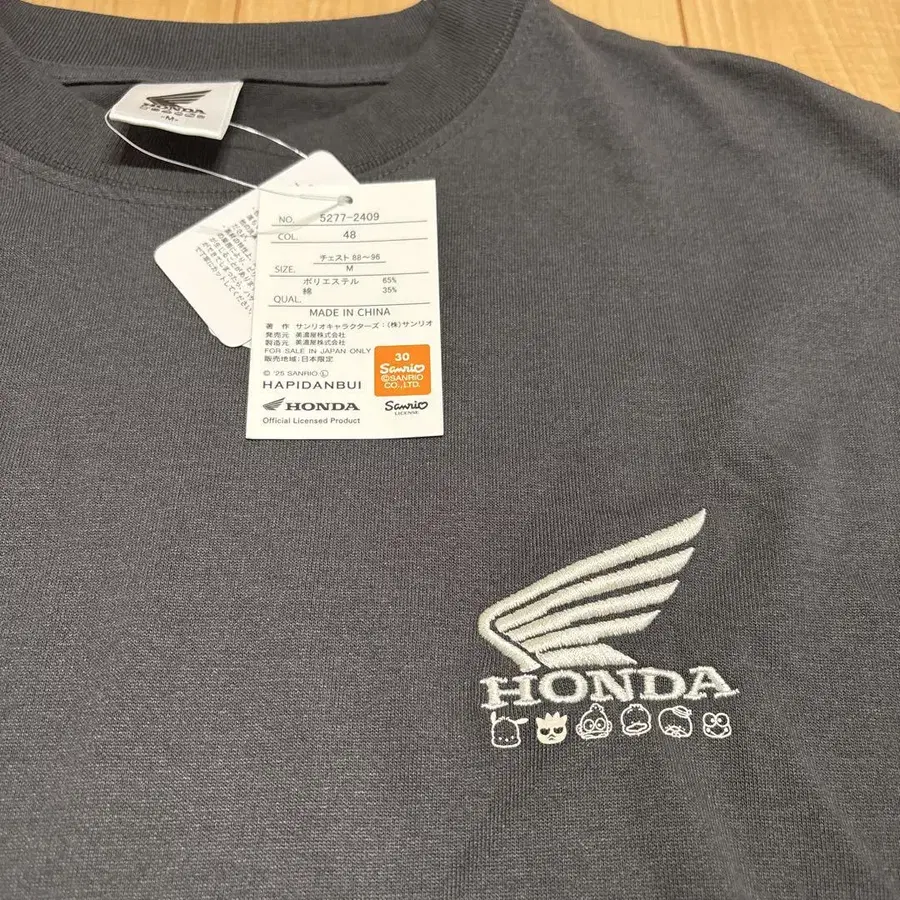 HONDA
-M-
NO. 5277-2409
COL. 48
チェスト 88～96
SIZE. M
ポリエステル 65%
綿 35%
QUAL.
MADE IN CHINA
著 作 サンリオキャラクターズ：(株)サンリオ
発売元 美濃屋株式会社
製造元 美濃屋株式会社
FOR SALE IN JAPAN ONLY
販売地域：日本限定
© '25 SANRIO Ⓛ
HAPIDANBUI
30
Sanrio
©SANRIO
CO.,LTD.
HONDA
Sanrio
LICENSE
Official Licensed Product
HONDA